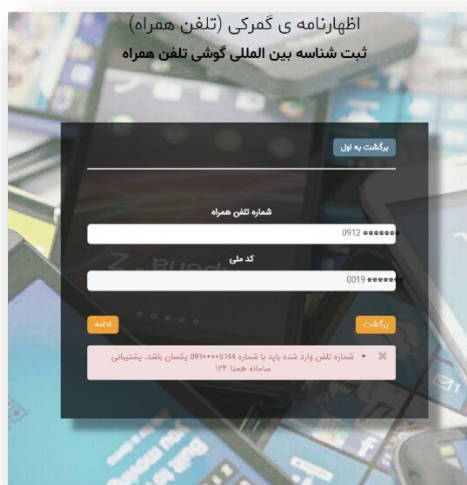 اظهارنامه ی گمرکی (تلفن همراه)
ثبت شناسه بین المللی گوشی تلفن همراه
برگشت به اول
شماره تلفن همراه
0912 *******
کد ملی
0019 *******
برگشت
ادامه
شماره تلفن وارد شده باید با شماره 091****5144 یکسان باشد. پشتیبانی
سامانه همتا ۱۲۴